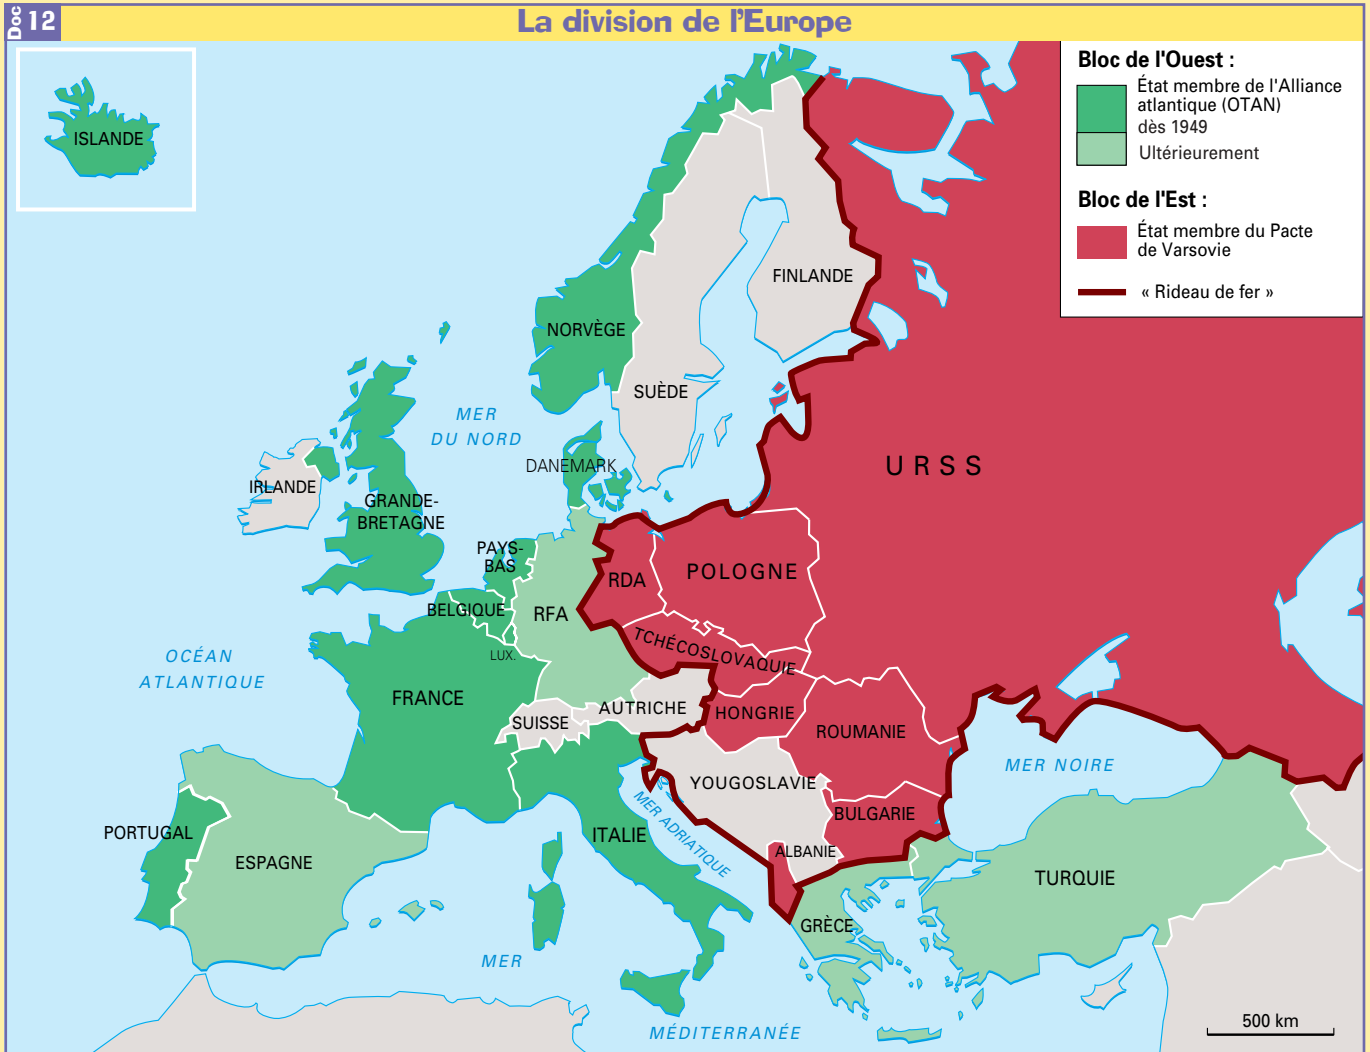 Doc 12
La division de l'Europe
Bloc de l'Ouest :
État membre de l'Alliance
atlantique (OTAN)
dès 1949
Ultérieurement
Bloc de l'Est :
État membre du Pacte
de Varsovie
« Rideau de fer »
ISLANDE
FINLANDE
NORVÈGE
SUÈDE
MER
DU NORD
DANEMARK
URSS
IRLANDE
GRANDE-
BRETAGNE
PAYS-
BAS
RDA
POLOGNE
BELGIQUE
RFA
LUX.
TCHÉCOSLOVAQUIE
OCÉAN
ATLANTIQUE
FRANCE
SUISSE
AUTRICHE
HONGRIE
ROUMANIE
MER NOIRE
YOUGOSLAVIE
MER ADRIATIQUE
BULGARIE
PORTUGAL
ESPAGNE
ITALIE
ALBANIE
TURQUIE
GRÈCE
MER
MÉDITERRANÉE
500 km